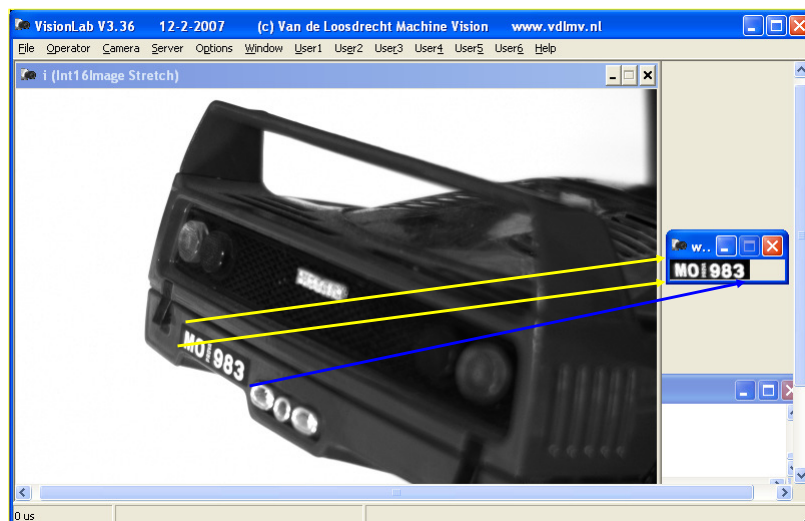 VisionLab V3.36 12-2-2007 (c) Van de Loosdrecht Machine Vision www.vdlmv.nl
File Operator Camera Server Options Window User1 User2 User3 User4 User5 User6 Help
i (Int16Image Stretch)
w..
MO 983
MO 983
0 us